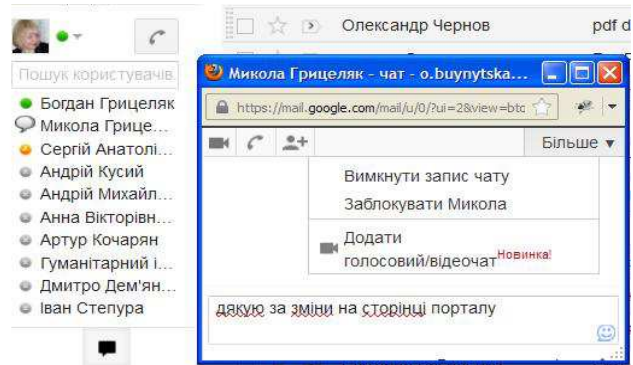 Пошук користувачів.
Богдан Грицеляк
Микола Грице...
Сергій Анатолі...
Андрій Кусий
Андрій Михайл...
Анна Вікторівн...
Артур Кочарян
Гуманітарний і...
Дмитро Дем'ян...
Іван Степура
Олександр Чернов
pdf d
Микола Грицеляк - чат - o.buynytska...
https://mail.google.com/mail/u/0/?ui=2&view=btc
Більше
Вимкнути запис чату
Заблокувати Микола
Додати
голосовий/відеочат Новинка!
дякую за зміни на сторінці порталу